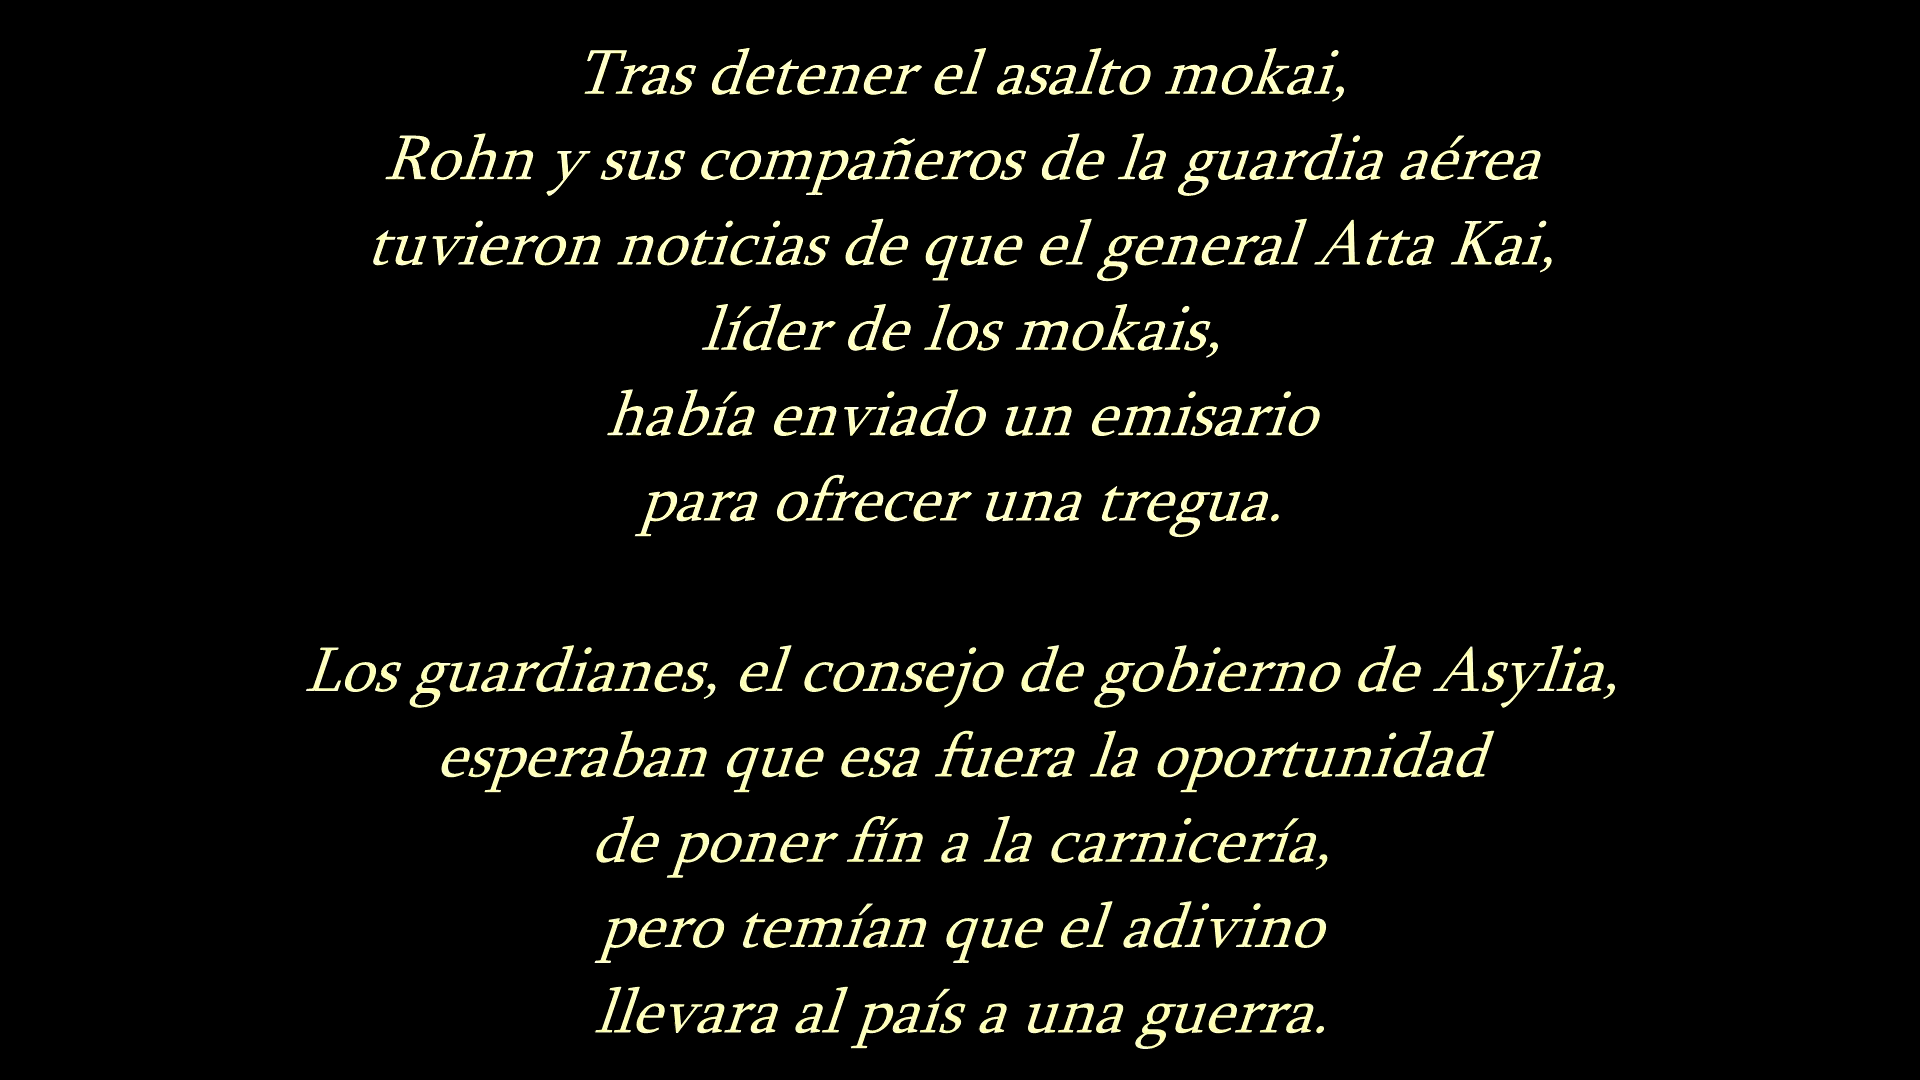 Tras detener el asalto mokai,
Rohn y sus compañeros de la guardia aérea
tuvieron noticias de que el general Atta Kai,
líder de los mokais,
había enviado un emisario
para ofrecer una tregua.
Los guardianes, el consejo de gobierno de Asylia,
esperaban que esa fuera la oportunidad
de poner fín a la carnicería,
pero temían que el adivino
llevara al país a una guerra.